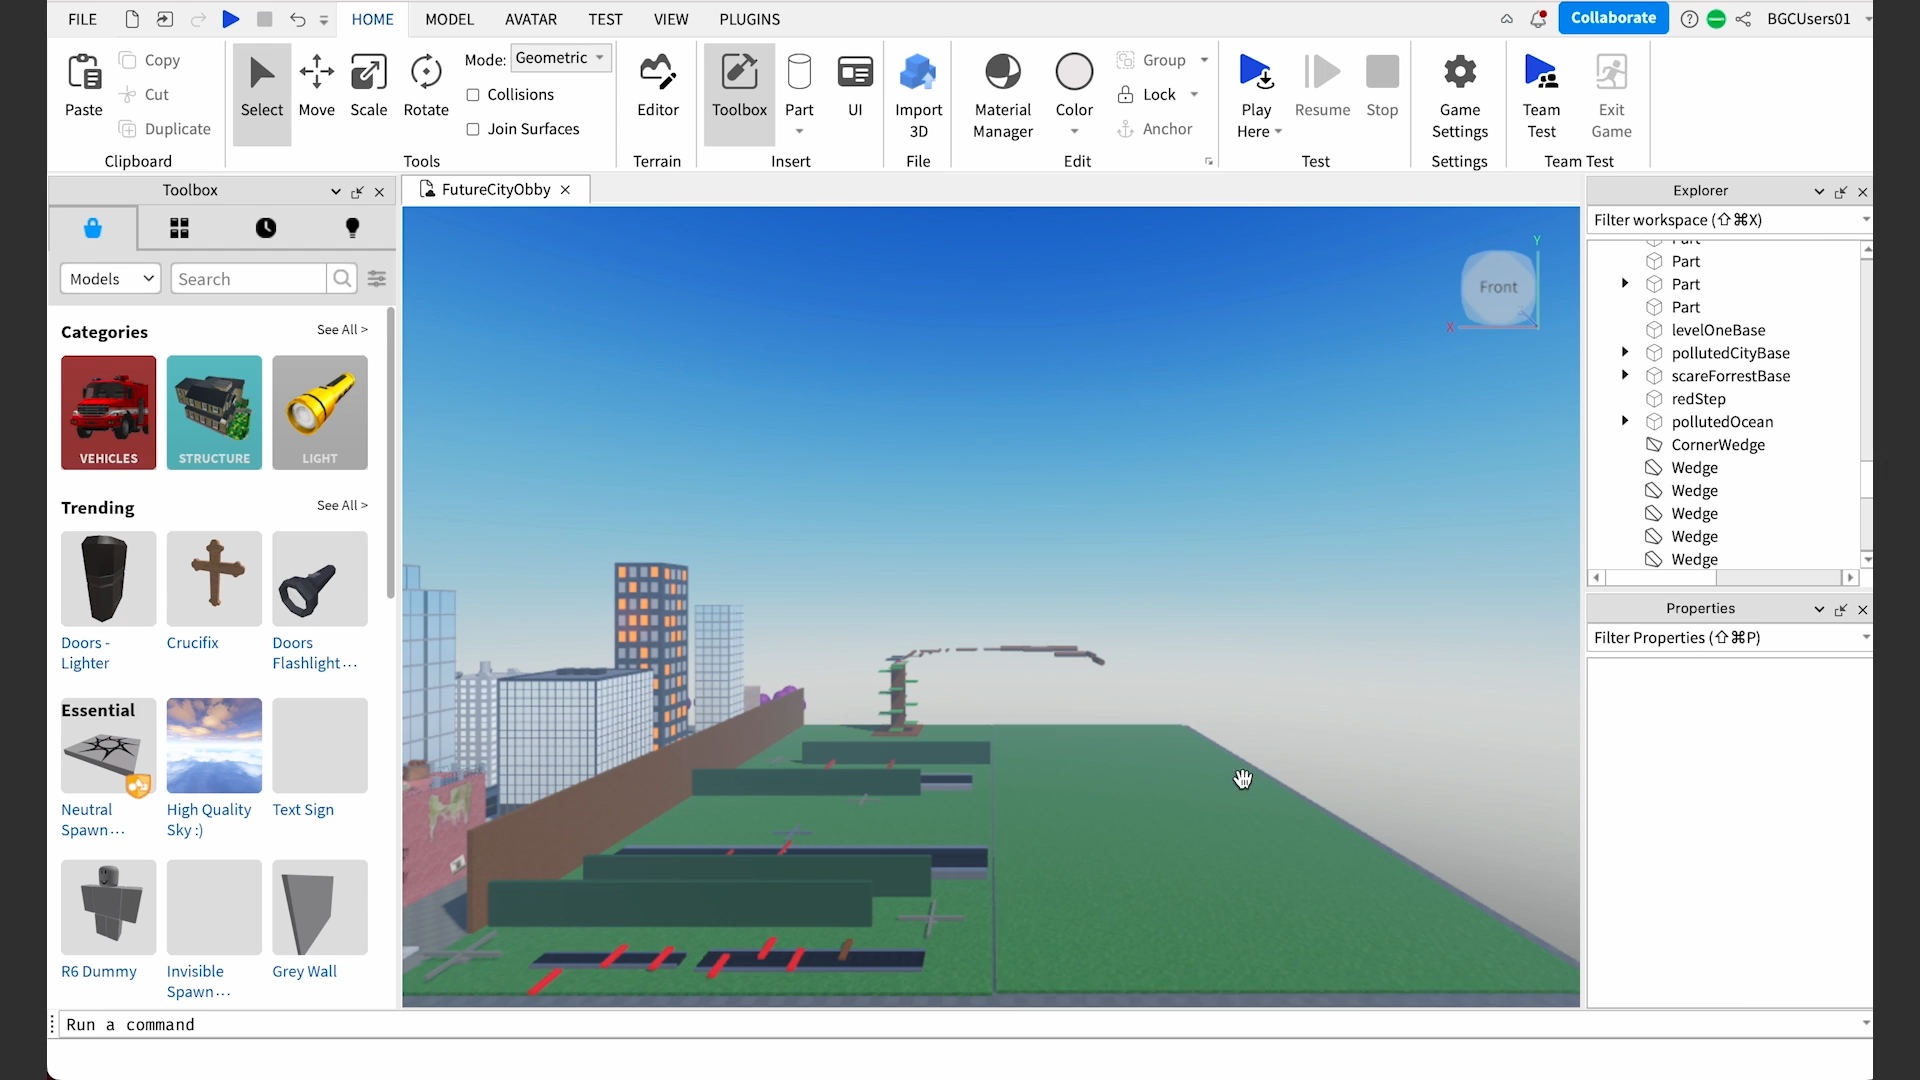 FILE
HOME
MODEL
AVATAR
TEST
VIEW
PLUGINS
Collaborate
BGCUsers01
Paste
Copy
Cut
Duplicate
Clipboard
Select
Move
Scale
Rotate
Mode: Geometric
Collisions
Join Surfaces
Tools
Editor
Terrain
Toolbox
Part
UI
Insert
Import
3D
File
Material
Manager
Color
Group
Lock
Anchor
Edit
Play
Here
Resume
Stop
Test
Game
Settings
Settings
Team
Test
Exit
Game
Team Test
Toolbox
FutureCityObby
Models
Search
Categories
See All >
VEHICLES
STRUCTURE
LIGHT
Trending
See All >
Doors -
Lighter
Crucifix
Doors
Flashlight...
Essential
Neutral
Spawn...
High Quality
Sky :)
Text Sign
R6 Dummy
Invisible
Spawn...
Grey Wall
Y
Front
X
Explorer
Filter workspace (⇧⌘X)
Part
Part
Part
Part
levelOneBase
pollutedCityBase
scareForrestBase
redStep
pollutedOcean
CornerWedge
Wedge
Wedge
Wedge
Wedge
Wedge
Properties
Filter Properties (⇧⌘P)
Run a command